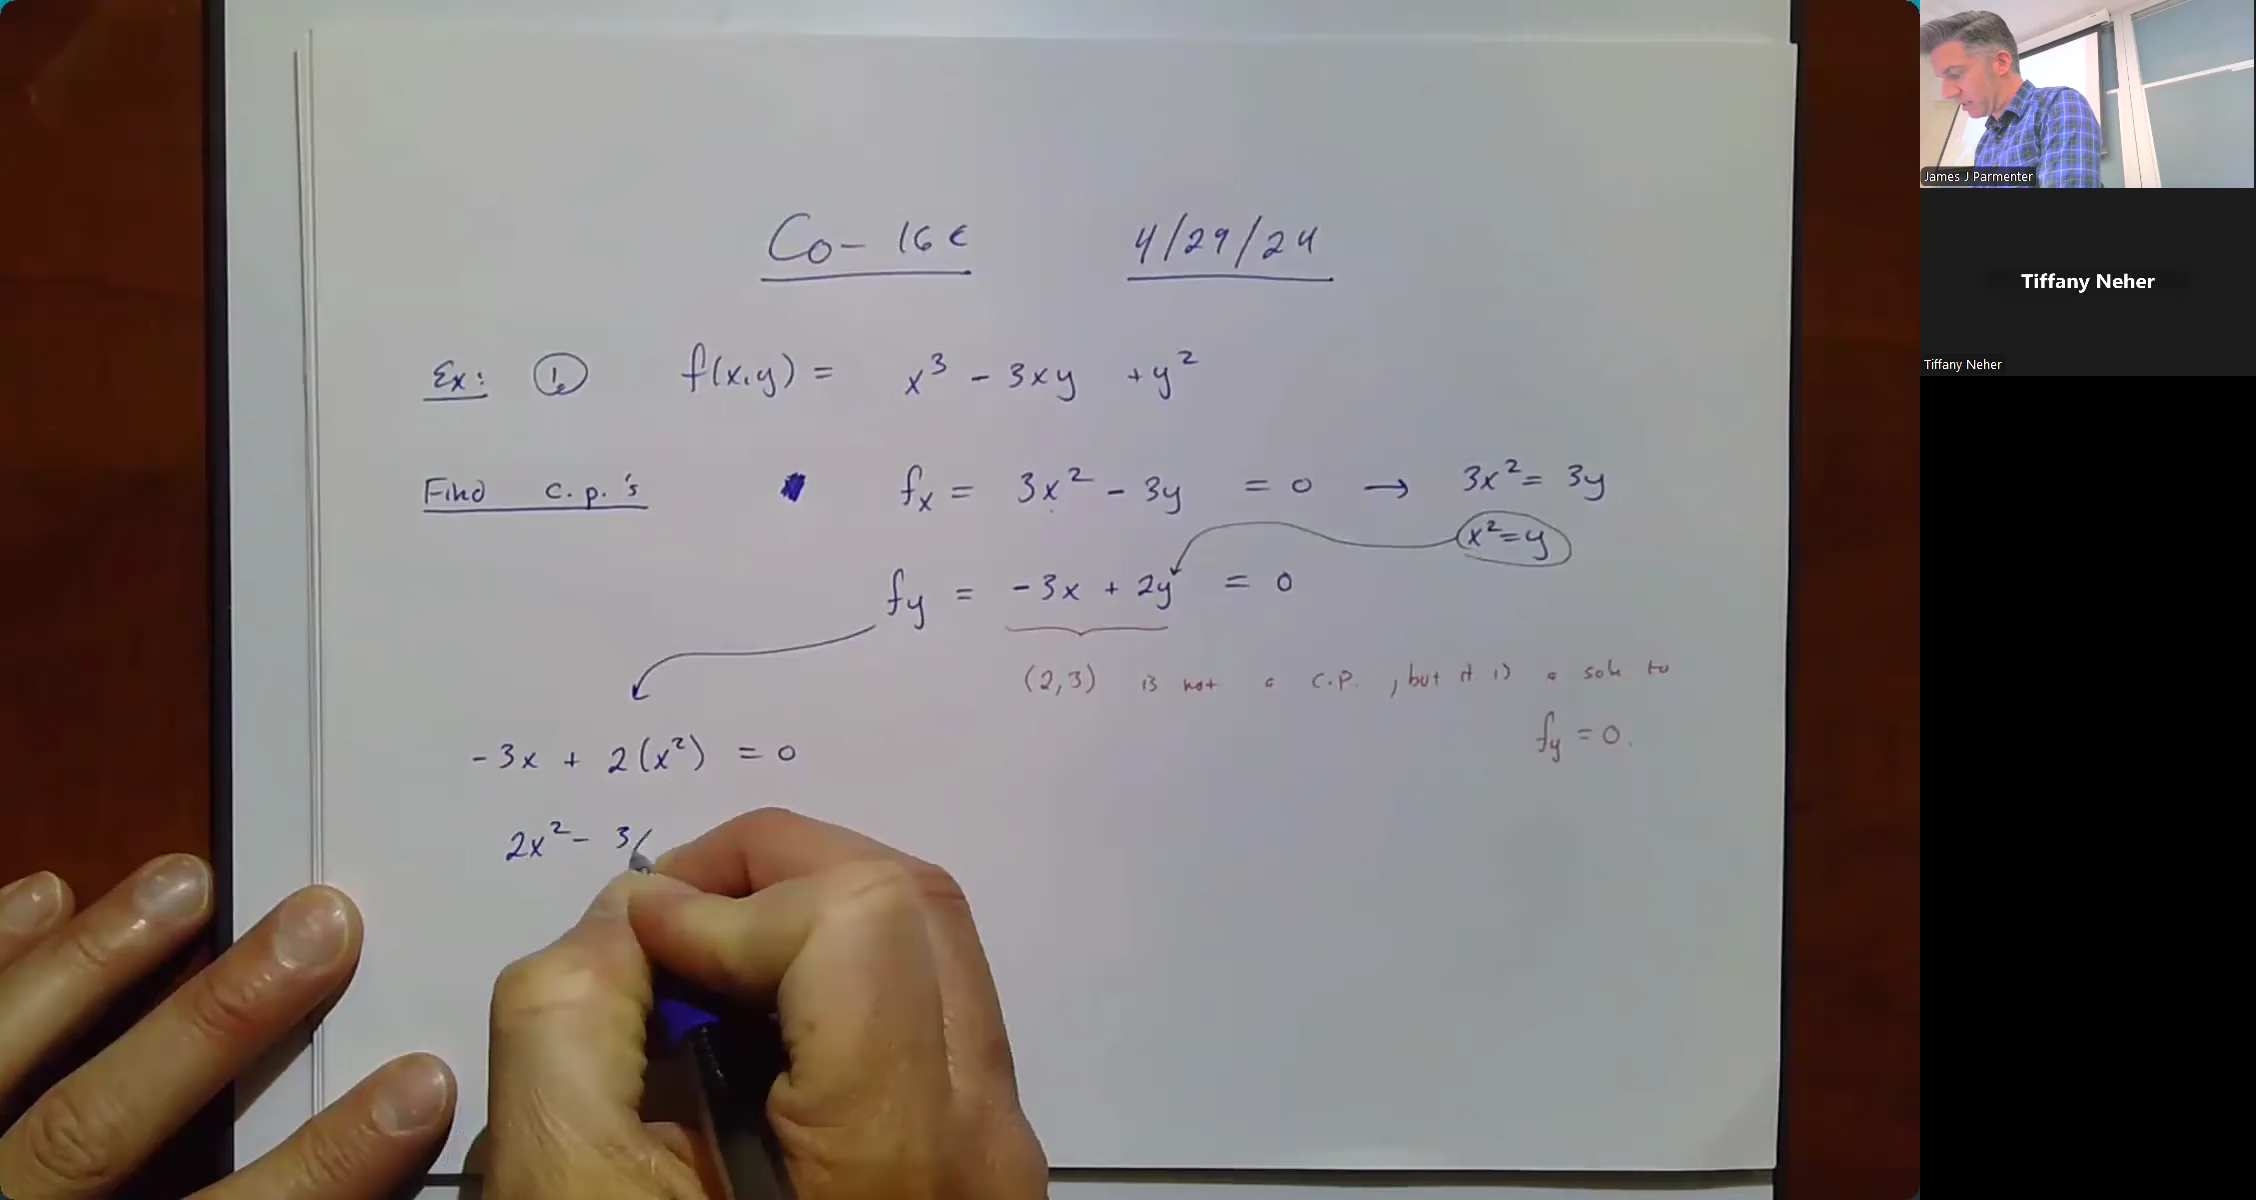 Co-16c 4/29/24
Ex: 1. f(x,y) = x³ - 3xy + y²
Find c.p.'s fx = 3x² - 3y = 0 → 3x² = 3y
x² = y
fy = -3x + 2y = 0
(2,3) is not a c.p., but it is a soln to
fy = 0.
-3x + 2(x²) = 0
2x² - 3
James J Parmenter
Tiffany Neher
Tiffany Neher